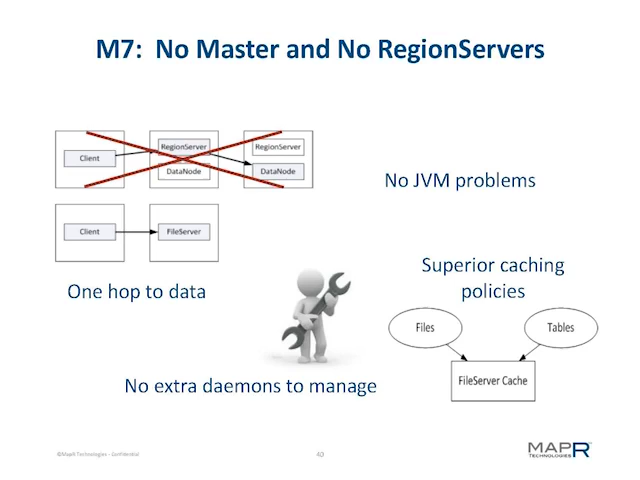 M7: No Master and No RegionServers
RegionServer
RegionServer
Client
DataNode
DataNode
No JVM problems
Client
FileServer
Superior caching
policies
One hop to data
Files
Tables
FileServer Cache
No extra daemons to manage
©MapR Technologies - Confidential
40
MAPR
TECHNOLOGIES